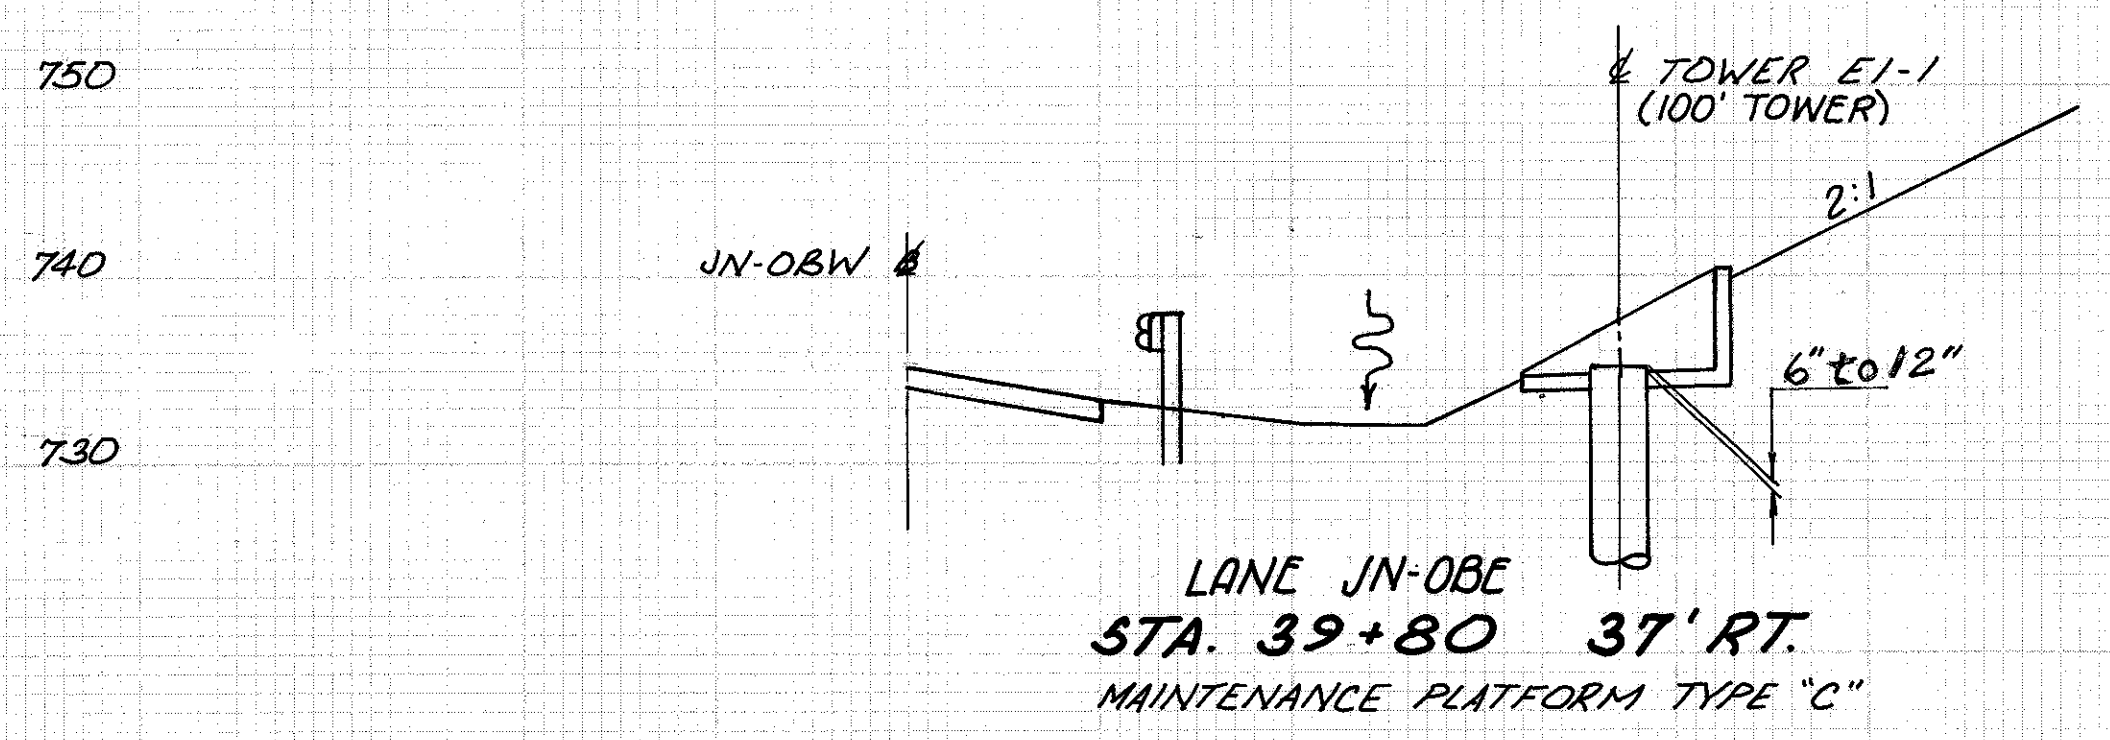 750
℄ TOWER E1-1
(100' TOWER)
2:1
740
JN-OBW ⅊
6" to 12"
730
LANE JN-OBE
STA. 39+80 37' RT.
MAINTENANCE PLATFORM TYPE "C"